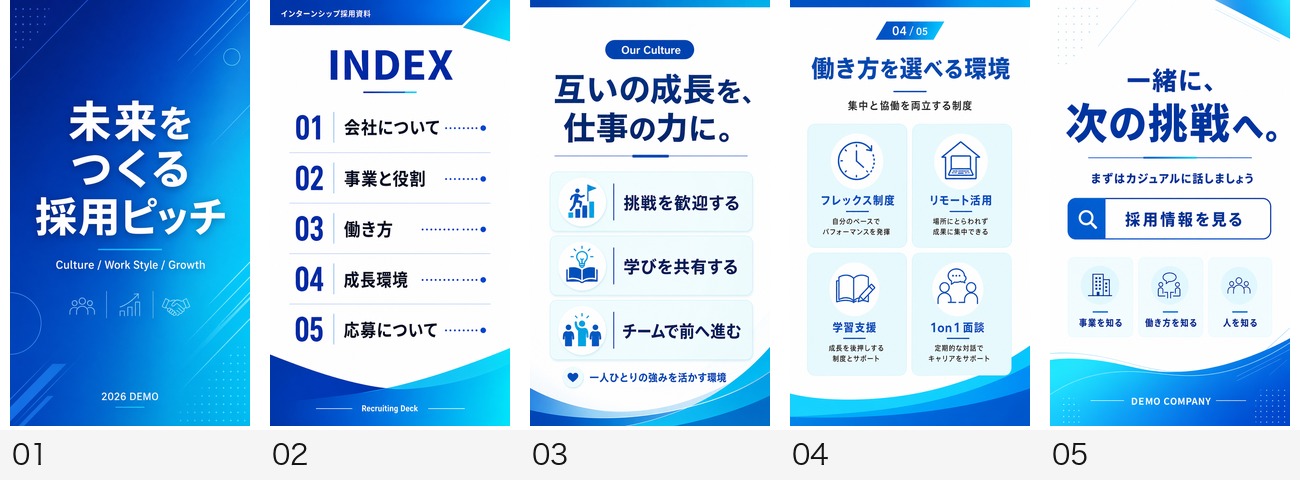 未来を
つくる
採用ピッチ
Culture / Work Style / Growth
2026 DEMO
01
インターンシップ採用資料
INDEX
01 会社について
02 事業と役割
03 働き方
04 成長環境
05 応募について
Recruiting Deck
02
Our Culture
互いの成長を、
仕事の力に。
挑戦を歓迎する
学びを共有する
チームで前へ進む
一人ひとりの強みを活かす環境
03
04 / 05
働き方を選べる環境
集中と協働を両立する制度
フレックス制度
自分のペースで
パフォーマンスを発揮
リモート活用
場所にとらわれず
成果に集中できる
学習支援
成長を後押しする
制度とサポート
1on1面談
定期的な対話で
キャリアをサポート
04
一緒に、
次の挑戦へ。
まずはカジュアルに話しましょう
採用情報を見る
事業を知る
働き方を知る
人を知る
DEMO COMPANY
05